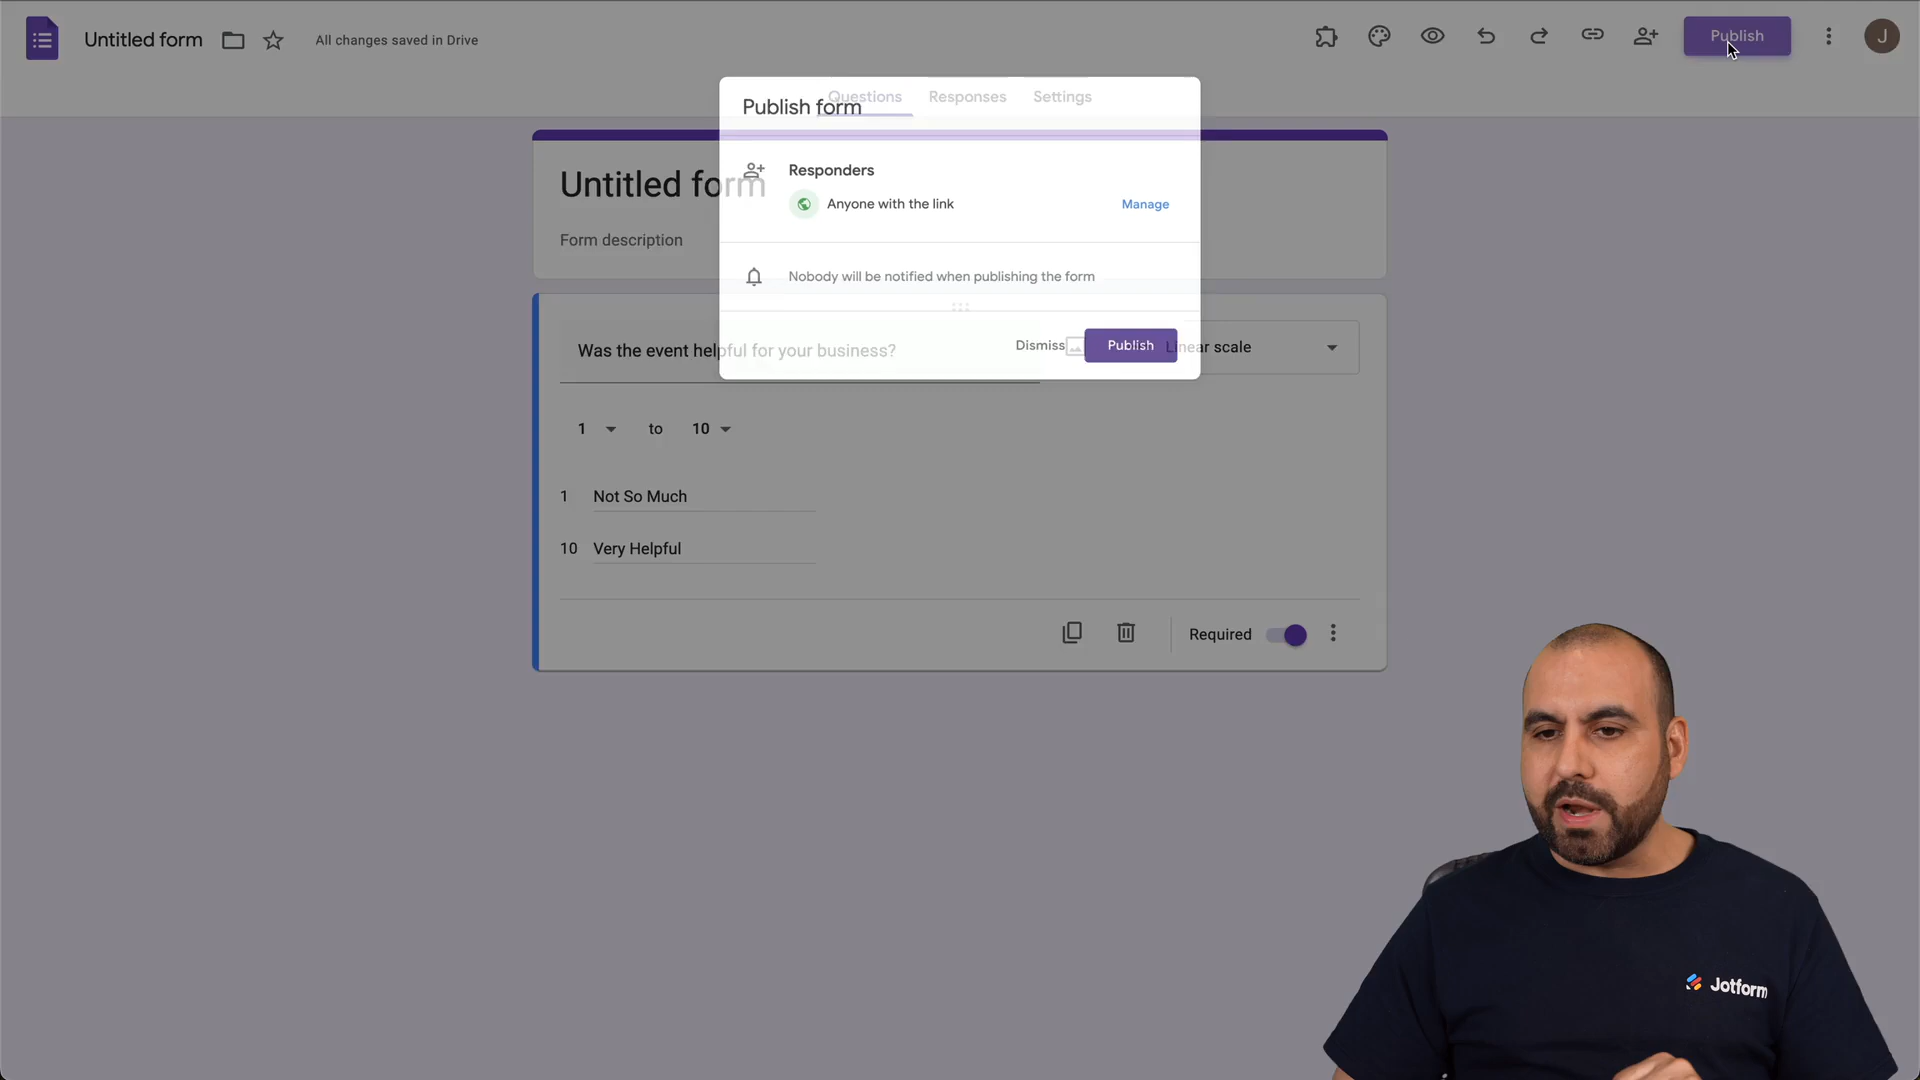 Untitled form
All changes saved in Drive
Publish
J
Questions
Responses
Settings
Publish form
Responders
Anyone with the link
Manage
Nobody will be notified when publishing the form
Dismiss
Publish
Untitled form
Form description
Was the event helpful for your business?
Linear scale
1 to 10
1 Not So Much
10 Very Helpful
Required
Jotform